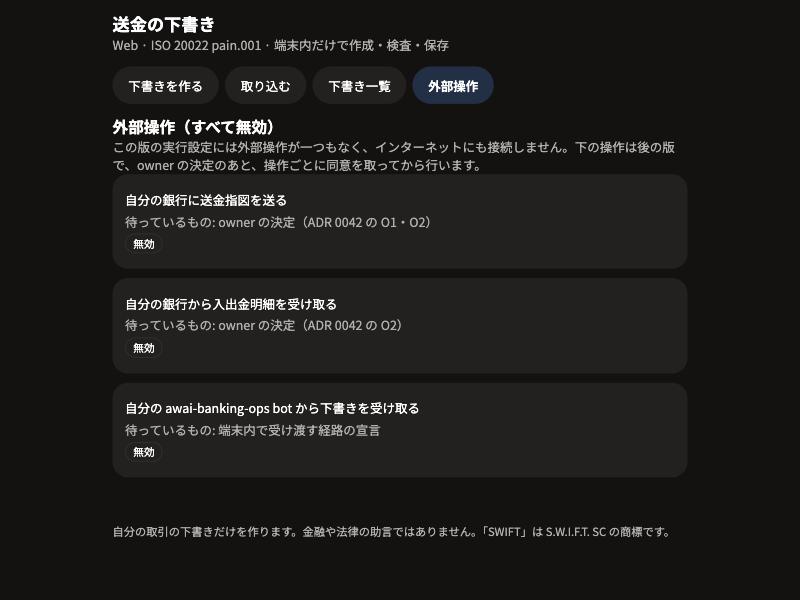 送金の下書き
Web · ISO 20022 pain.001 · 端末内だけで作成・検査・保存
下書きを作る
取り込む
下書き一覧
外部操作
外部操作（すべて無効）
この版の実行設定には外部操作が一つもなく、インターネットにも接続しません。下の操作は後の版
で、owner の決定のあと、操作ごとに同意を取ってから行います。
自分の銀行に送金指図を送る
待っているもの: owner の決定（ADR 0042 の O1・O2）
無効
自分の銀行から入出金明細を受け取る
待っているもの: owner の決定（ADR 0042 の O2）
無効
自分の awai-banking-ops bot から下書きを受け取る
待っているもの: 端末内で受け渡す経路の宣言
無効
自分の取引の下書きだけを作ります。金融や法律の助言ではありません。「SWIFT」は S.W.I.F.T. SC の商標です。